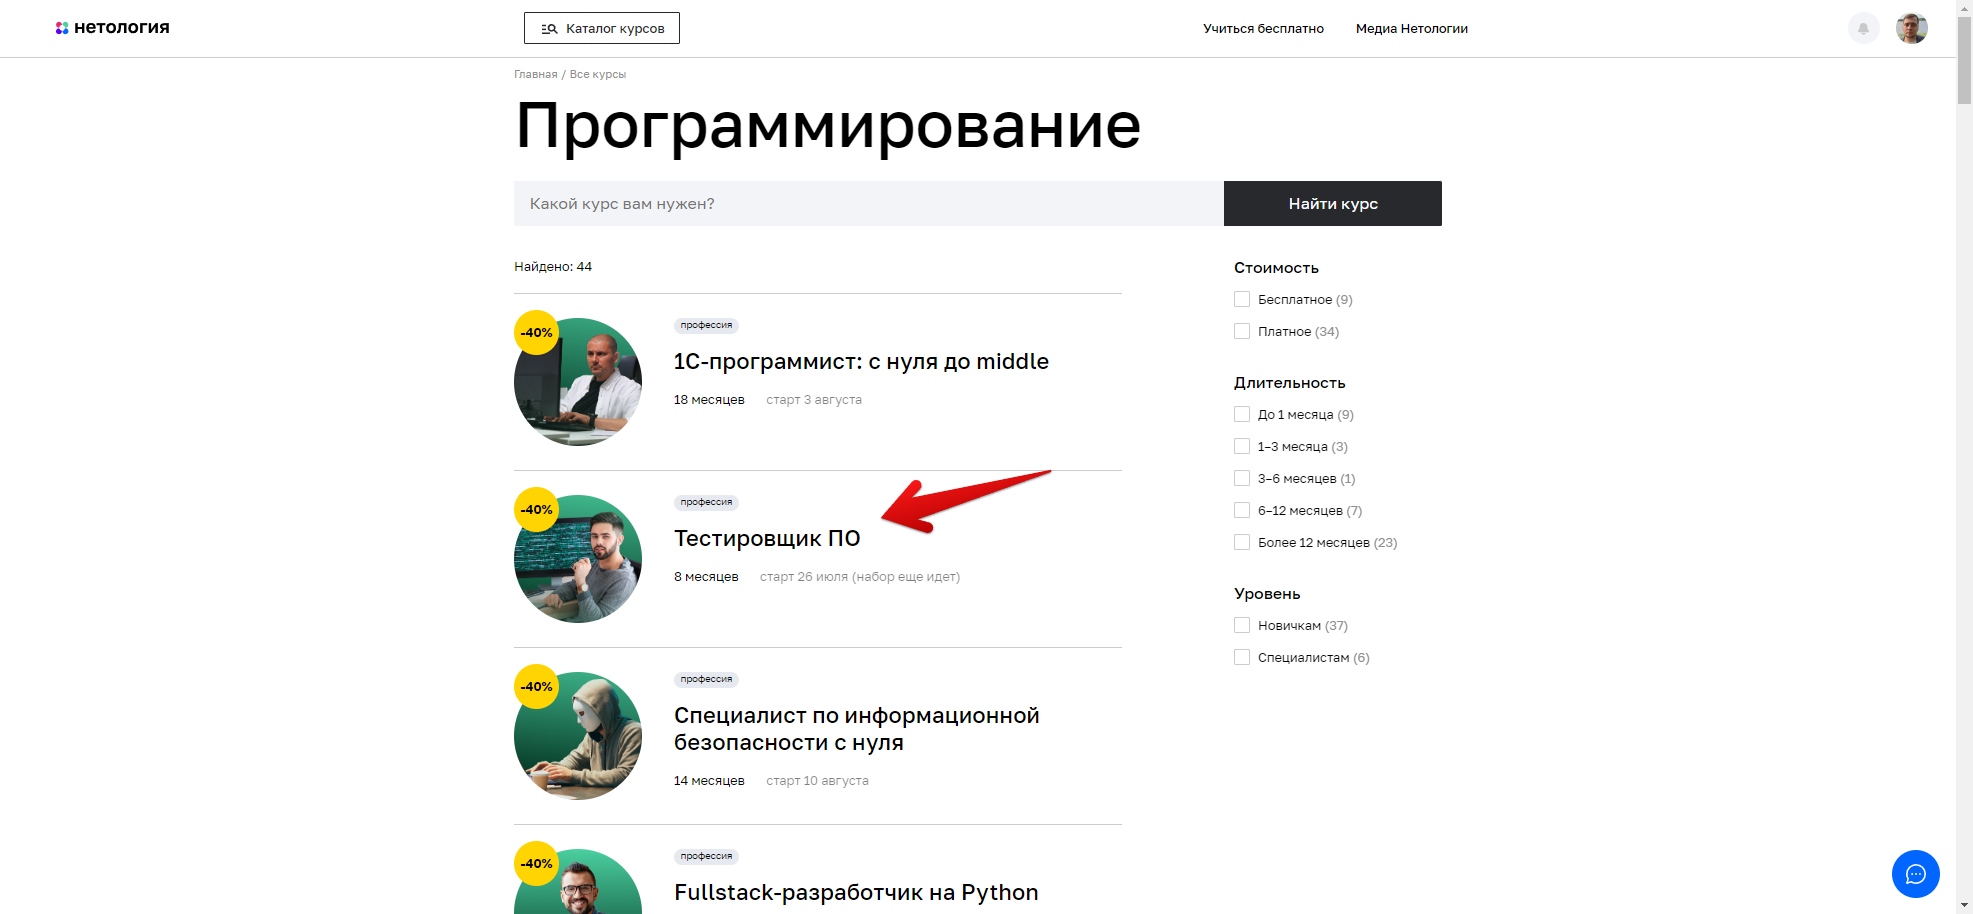 нетология
Каталог курсов
Учиться бесплатно
Медиа Нетологии
Главная / Все курсы
Программирование
Какой курс вам нужен?
Найти курс
Найдено: 44
-40%
профессия
1С-программист: с нуля до middle
18 месяцев старт 3 августа
-40%
профессия
Тестировщик ПО
8 месяцев старт 26 июля (набор еще идет)
-40%
профессия
Специалист по информационной
безопасности с нуля
14 месяцев старт 10 августа
-40%
профессия
Fullstack-разработчик на Python
Стоимость
Бесплатное (9)
Платное (34)
Длительность
До 1 месяца (9)
1–3 месяца (3)
3–6 месяцев (1)
6–12 месяцев (7)
Более 12 месяцев (23)
Уровень
Новичкам (37)
Специалистам (6)